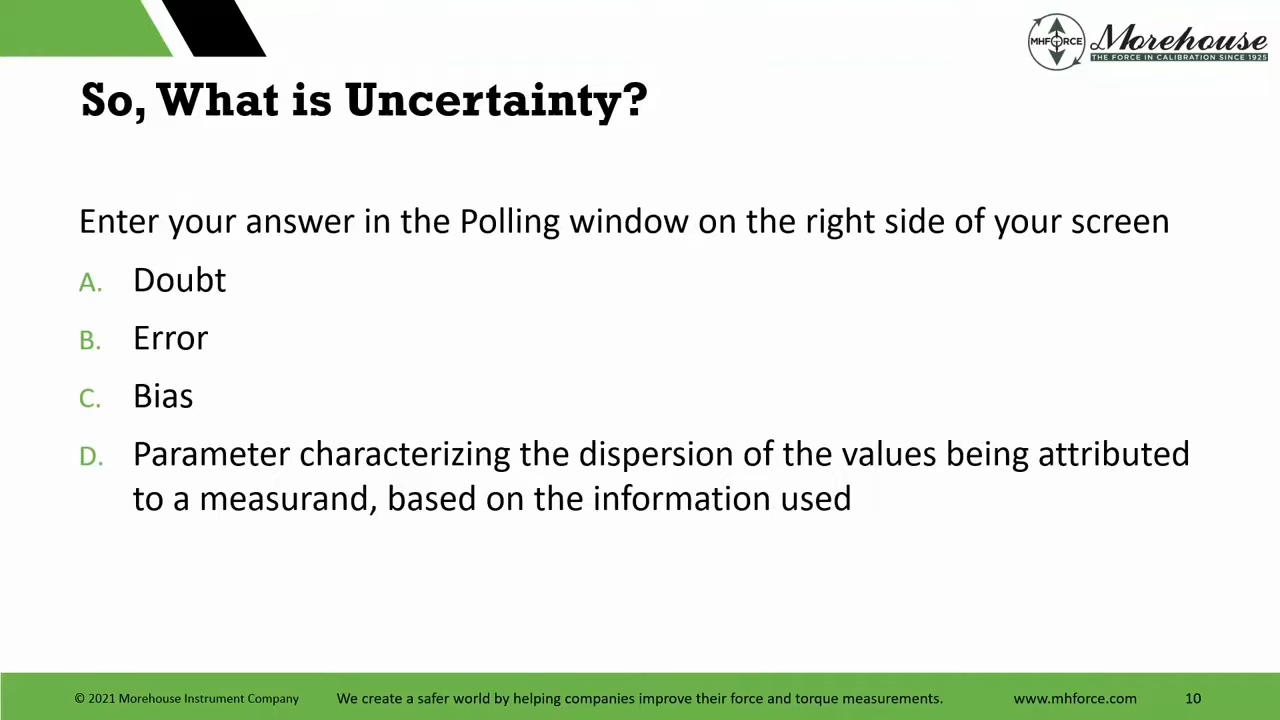 MHFORCE
Morehouse
THE FORCE IN CALIBRATION SINCE 1925
So, What is Uncertainty?
Enter your answer in the Polling window on the right side of your screen
A. Doubt
B. Error
C. Bias
D. Parameter characterizing the dispersion of the values being attributed
to a measurand, based on the information used
© 2021 Morehouse Instrument Company We create a safer world by helping companies improve their force and torque measurements. www.mhforce.com 10